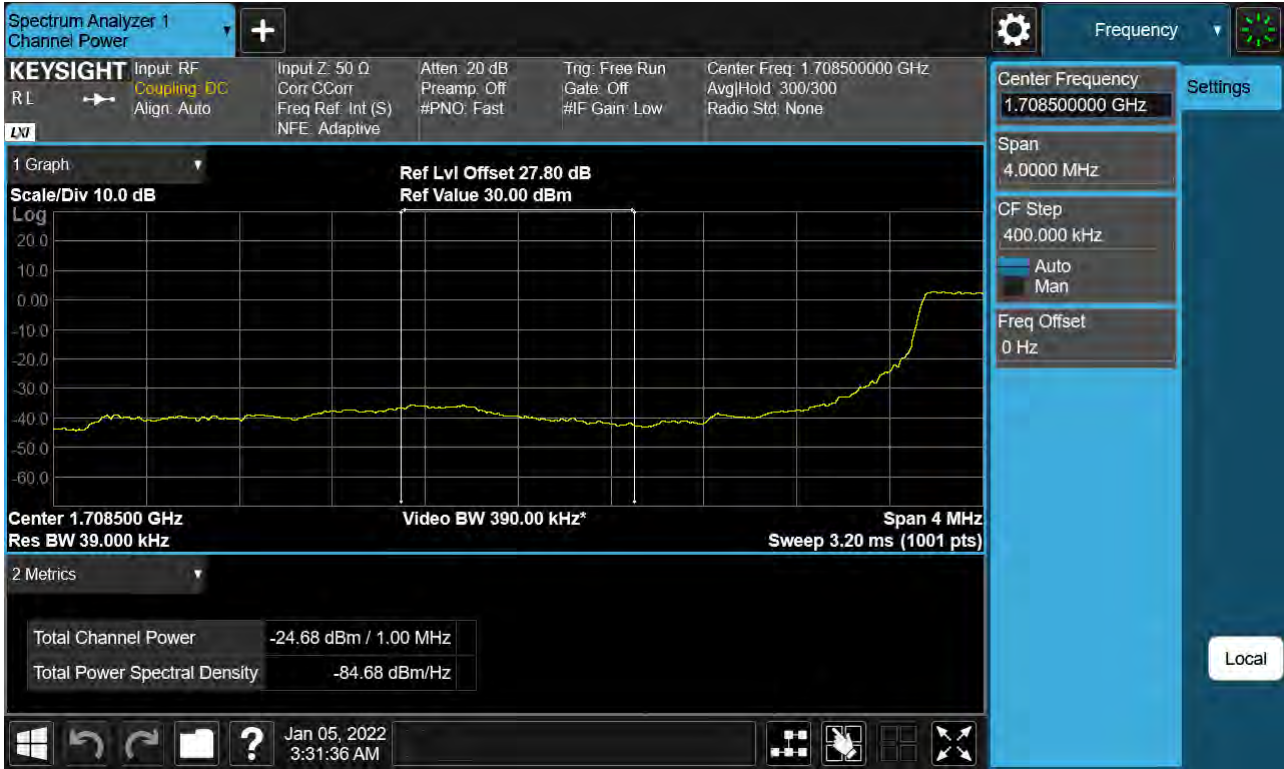 Spectrum Analyzer 1
Channel Power
Frequency
KEYSIGHT
R L
LXI
Input: RF
Coupling: DC
Align: Auto
Input Z: 50 Ω
Corr CCorr
Freq Ref: Int (S)
NFE: Adaptive
Atten: 20 dB
Preamp: Off
#PNO: Fast
Trig: Free Run
Gate: Off
#IF Gain: Low
Center Freq: 1.708500000 GHz
Avg|Hold: 300/300
Radio Std: None
Center Frequency
1.708500000 GHz
Settings
Span
4.0000 MHz
CF Step
400.000 kHz
Auto
Man
Freq Offset
0 Hz
1 Graph
Scale/Div 10.0 dB
Ref Lvl Offset 27.80 dB
Ref Value 30.00 dBm
Log
20.0
10.0
0.00
-10.0
-20.0
-30.0
-40.0
-50.0
-60.0
Center 1.708500 GHz
Video BW 390.00 kHz*
Span 4 MHz
Res BW 39.000 kHz
Sweep 3.20 ms (1001 pts)
2 Metrics
Total Channel Power -24.68 dBm / 1.00 MHz
Total Power Spectral Density -84.68 dBm/Hz
Local
?
Jan 05, 2022
3:31:36 AM